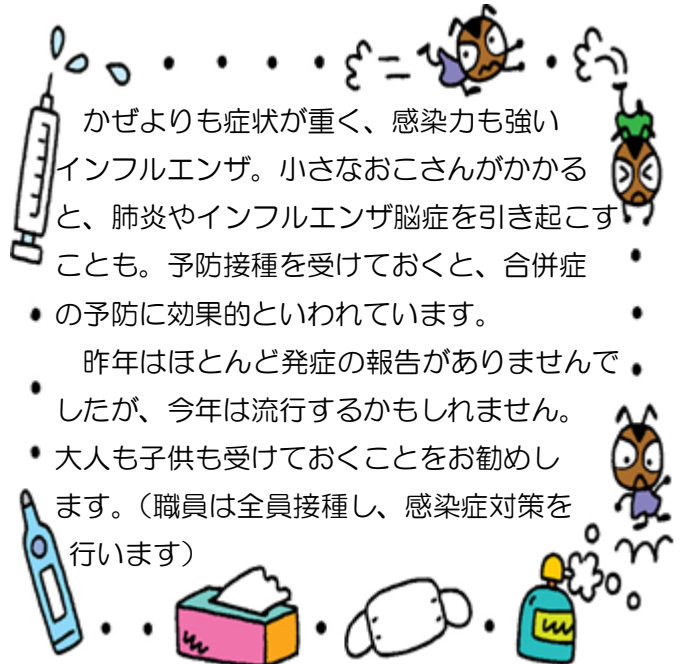 かぜよりも症状が重く、感染力も強い
インフルエンザ。小さなおこさんがかかる
と、肺炎やインフルエンザ脳症を引き起こす
ことも。予防接種を受けておくと、合併症
の予防に効果的といわれています。
昨年はほとんど発症の報告がありませんで
したが、今年は流行するかもしれません。
大人も子供も受けておくことをお勧めし
ます。（職員は全員接種し、感染症対策を
行います）